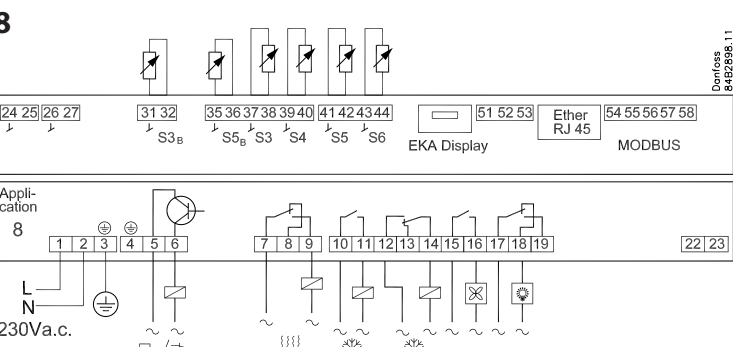 8
Danfoss
84B2898.11
24 25 26 27 31 32 35 36 37 38 39 40 41 42 43 44 51 52 53 54 55 56 57 58
Ether
RJ 45
S3B S5B S3 S4 S5 S6
EKA Display
MODBUS
Appli-
cation
8
1 2 3 4 5 6 7 8 9 10 11 12 13 14 15 16 17 18 19 22 23
L
N
230Va.c.